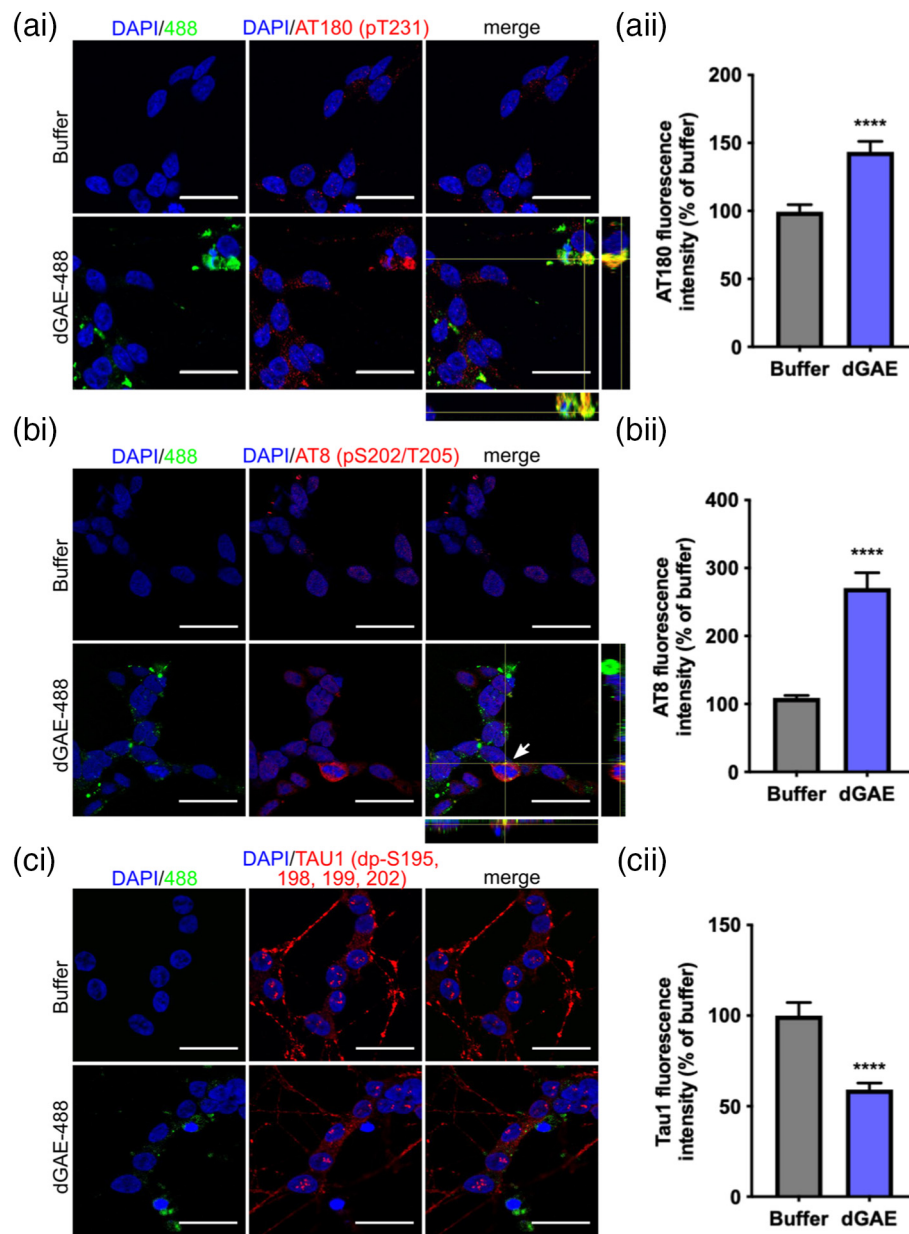 (ai)
DAPI/488
DAPI/AT180 (pT231)
merge
Buffer
dGAE-488
(aii)
AT180 fluorescence
intensity (% of buffer)
200
150
100
50
0
****
Buffer
dGAE
(bi)
DAPI/488
DAPI/AT8 (pS202/T205)
merge
Buffer
dGAE-488
(bii)
AT8 fluorescence
intensity (% of buffer)
400
300
200
100
0
****
Buffer
dGAE
(ci)
DAPI/488
DAPI/TAU1 (dp-S195,
198, 199, 202)
merge
Buffer
dGAE-488
(cii)
Tau1 fluorescence
intensity (% of buffer)
150
100
50
0
****
Buffer
dGAE